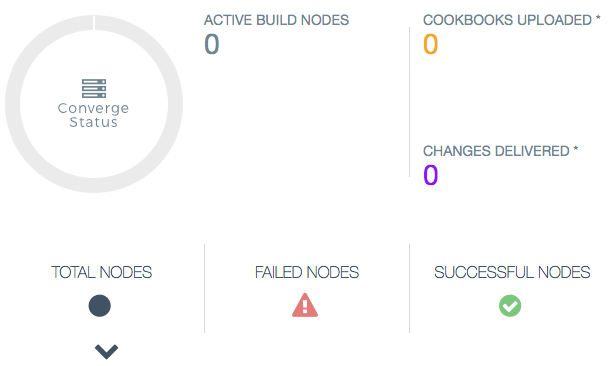 Converge
Status
ACTIVE BUILD NODES
0
COOKBOOKS UPLOADED *
0
CHANGES DELIVERED *
0
TOTAL NODES
FAILED NODES
SUCCESSFUL NODES